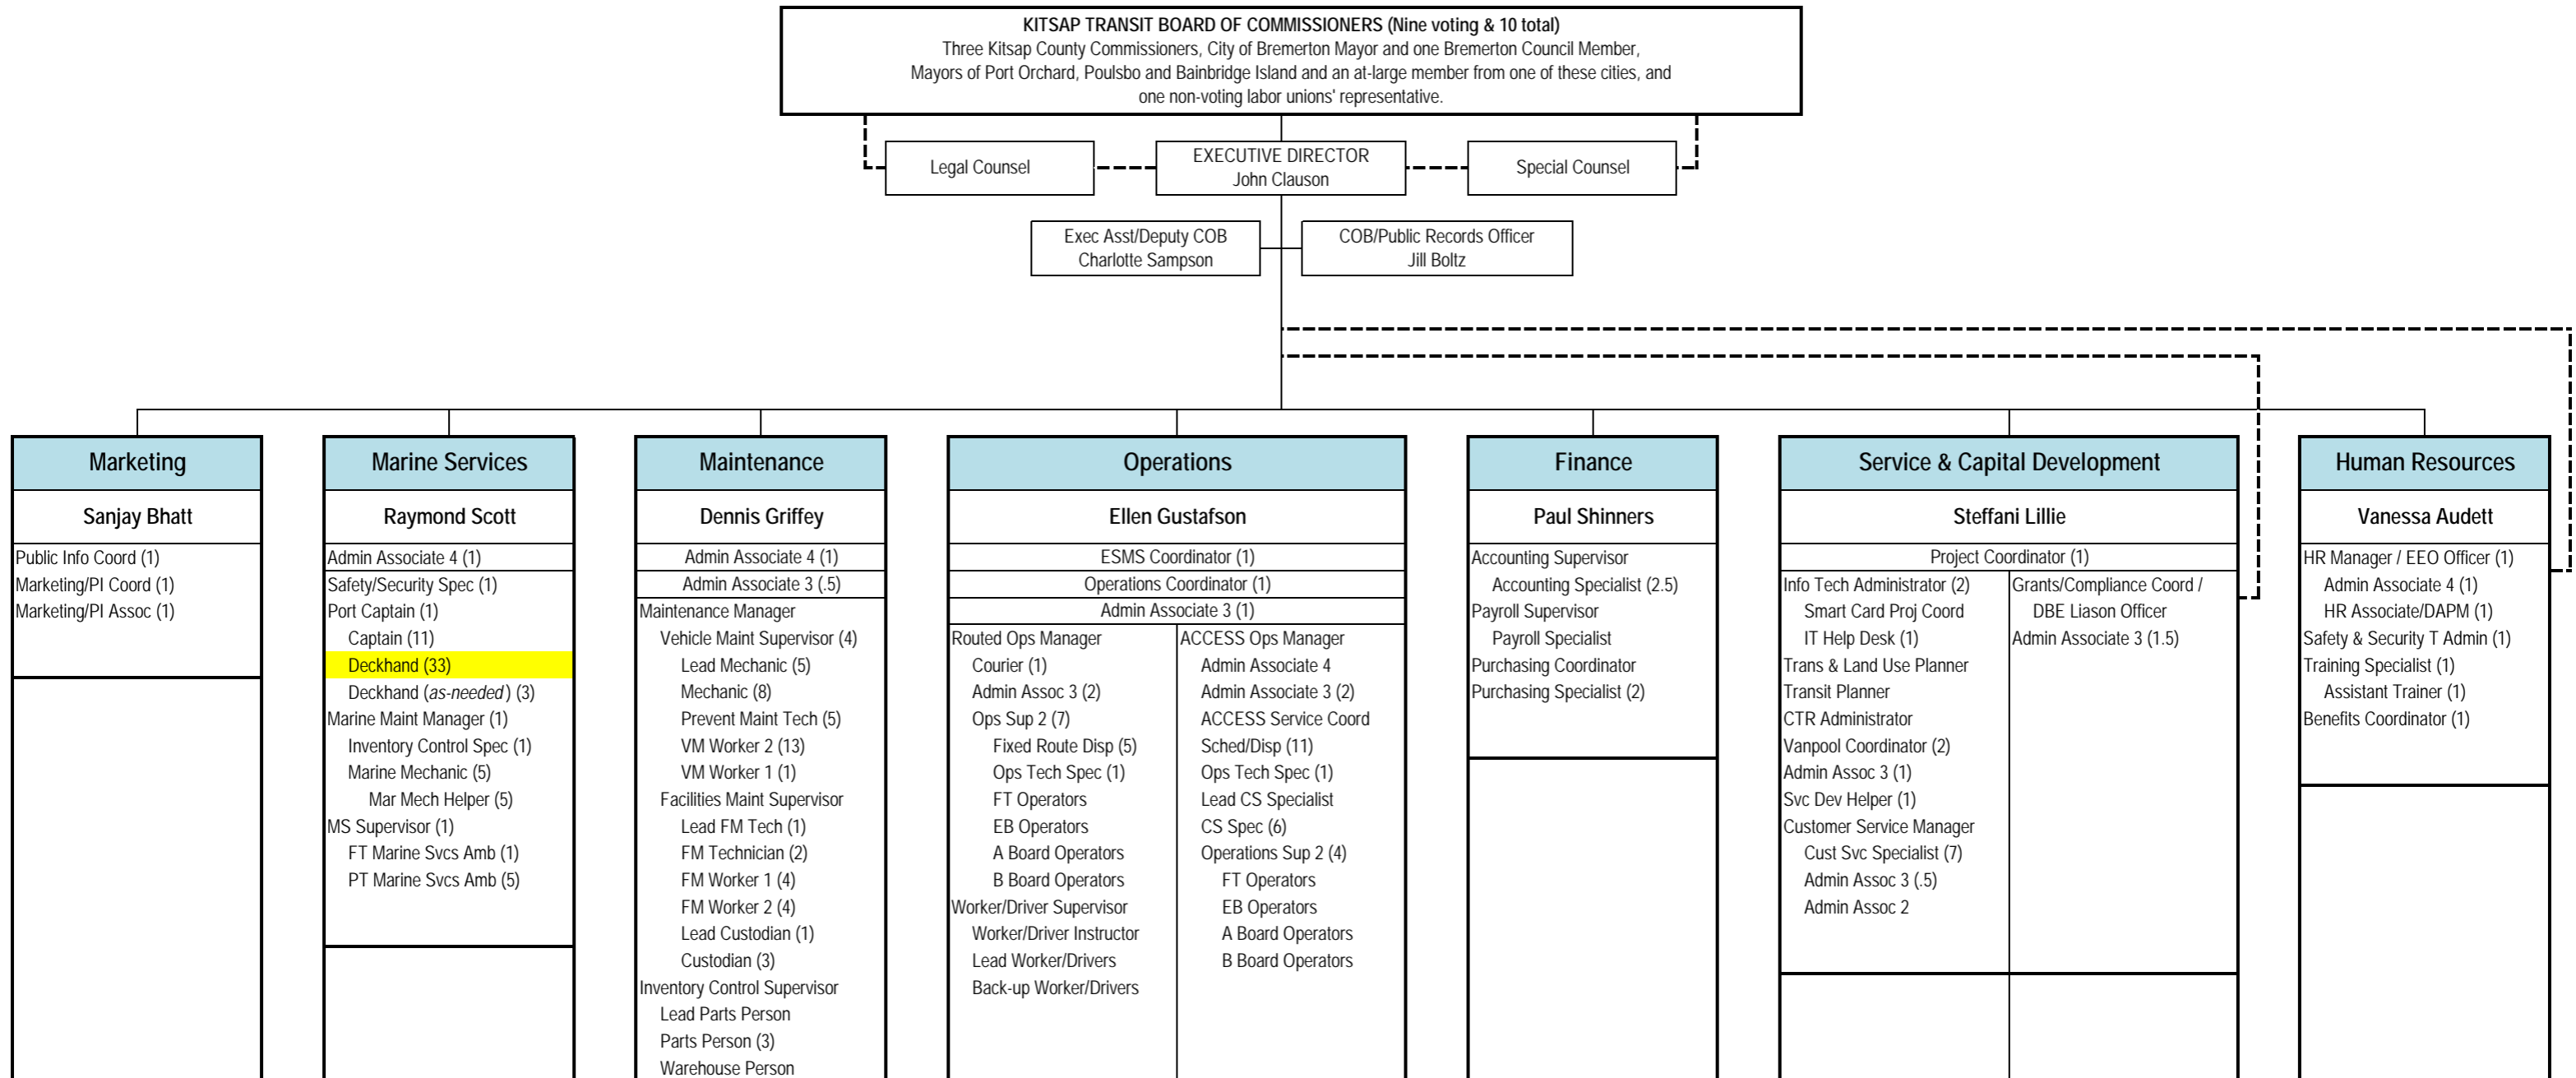 KITSAP TRANSIT BOARD OF COMMISSIONERS (Nine voting & 10 total)
Three Kitsap County Commissioners, City of Bremerton Mayor and one Bremerton Council Member,
Mayors of Port Orchard, Poulsbo and Bainbridge Island and an at-large member from one of these cities, and
one non-voting labor unions' representative.
Legal Counsel
EXECUTIVE DIRECTOR
John Clauson
Special Counsel
Exec Asst/Deputy COB
Charlotte Sampson
COB/Public Records Officer
Jill Boltz
Marketing
Sanjay Bhatt
Public Info Coord (1)
Marketing/PI Coord (1)
Marketing/PI Assoc (1)
Marine Services
Raymond Scott
Admin Associate 4 (1)
Safety/Security Spec (1)
Port Captain (1)
Captain (11)
Deckhand (33)
Deckhand (as-needed) (3)
Marine Maint Manager (1)
Inventory Control Spec (1)
Marine Mechanic (5)
Mar Mech Helper (5)
MS Supervisor (1)
FT Marine Svcs Amb (1)
PT Marine Svcs Amb (5)
Maintenance
Dennis Griffey
Admin Associate 4 (1)
Admin Associate 3 (.5)
Maintenance Manager
Vehicle Maint Supervisor (4)
Lead Mechanic (5)
Mechanic (8)
Prevent Maint Tech (5)
VM Worker 2 (13)
VM Worker 1 (1)
Facilities Maint Supervisor
Lead FM Tech (1)
FM Technician (2)
FM Worker 1 (4)
FM Worker 2 (4)
Lead Custodian (1)
Custodian (3)
Inventory Control Supervisor
Lead Parts Person
Parts Person (3)
Warehouse Person
Operations
Ellen Gustafson
ESMS Coordinator (1)
Operations Coordinator (1)
Admin Associate 3 (1)
Routed Ops Manager
Courier (1)
Admin Assoc 3 (2)
Ops Sup 2 (7)
Fixed Route Disp (5)
Ops Tech Spec (1)
FT Operators
EB Operators
A Board Operators
B Board Operators
Worker/Driver Supervisor
Worker/Driver Instructor
Lead Worker/Drivers
Back-up Worker/Drivers
ACCESS Ops Manager
Admin Associate 4
Admin Associate 3 (2)
ACCESS Service Coord
Sched/Disp (11)
Ops Tech Spec (1)
Lead CS Specialist
CS Spec (6)
Operations Sup 2 (4)
FT Operators
EB Operators
A Board Operators
B Board Operators
Finance
Paul Shinners
Accounting Supervisor
Accounting Specialist (2.5)
Payroll Supervisor
Payroll Specialist
Purchasing Coordinator
Purchasing Specialist (2)
Service & Capital Development
Steffani Lillie
Project Coordinator (1)
Info Tech Administrator (2)
Smart Card Proj Coord
IT Help Desk (1)
Trans & Land Use Planner
Transit Planner
CTR Administrator
Vanpool Coordinator (2)
Admin Assoc 3 (1)
Svc Dev Helper (1)
Customer Service Manager
Cust Svc Specialist (7)
Admin Assoc 3 (.5)
Admin Assoc 2
Grants/Compliance Coord /
DBE Liason Officer
Admin Associate 3 (1.5)
Human Resources
Vanessa Audett
HR Manager / EEO Officer (1)
Admin Associate 4 (1)
HR Associate/DAPM (1)
Safety & Security T Admin (1)
Training Specialist (1)
Assistant Trainer (1)
Benefits Coordinator (1)